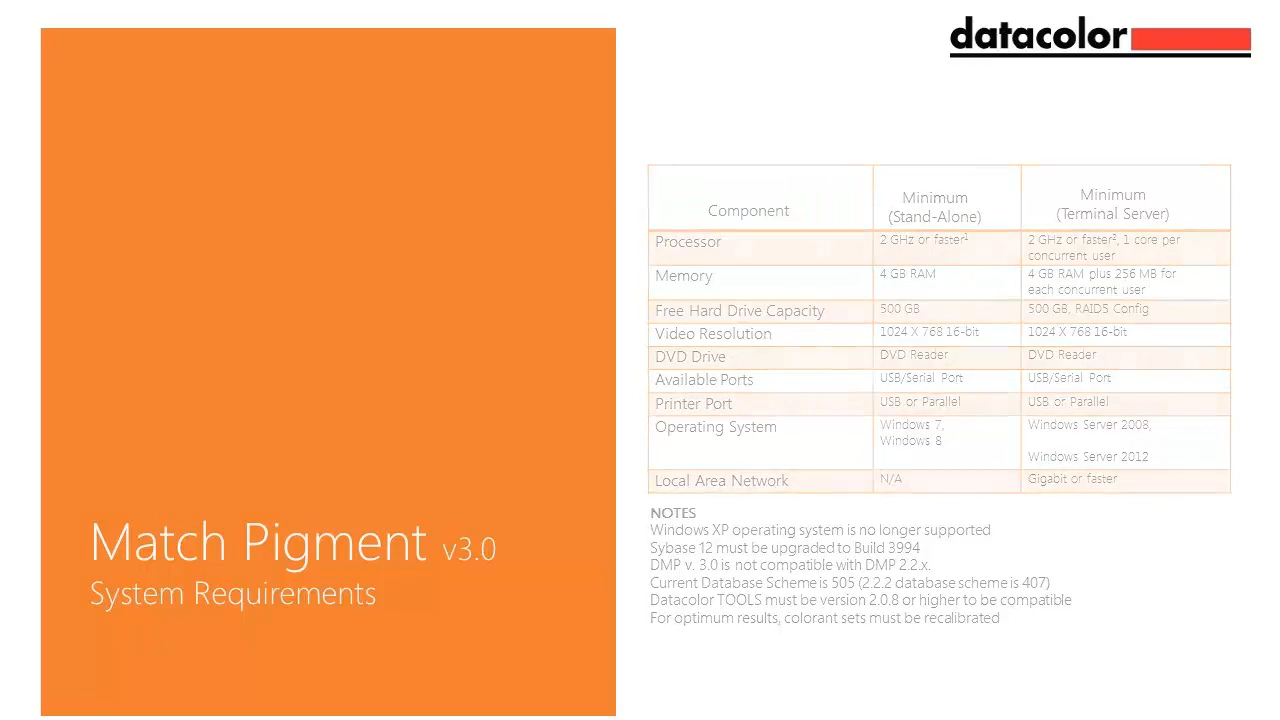 datacolor
Component
Minimum
(Stand-Alone)
Minimum
(Terminal Server)
Processor
2 GHz or faster¹
2 GHz or faster², 1 core per
concurrent user
Memory
4 GB RAM
4 GB RAM plus 256 MB for
each concurrent user
Free Hard Drive Capacity
500 GB
500 GB, RAID5 Config
Video Resolution
1024 X 768 16-bit
1024 X 768 16-bit
DVD Drive
DVD Reader
DVD Reader
Available Ports
USB/Serial Port
USB/Serial Port
Printer Port
USB or Parallel
USB or Parallel
Operating System
Windows 7,
Windows 8
Windows Server 2008,
Windows Server 2012
Local Area Network
N/A
Gigabit or faster
NOTES
Windows XP operating system is no longer supported
Sybase 12 must be upgraded to Build 3994
DMP v. 3.0 is not compatible with DMP 2.2.x.
Current Database Scheme is 505 (2.2.2 database scheme is 407)
Datacolor TOOLS must be version 2.0.8 or higher to be compatible
For optimum results, colorant sets must be recalibrated
Match Pigment v3.0
System Requirements